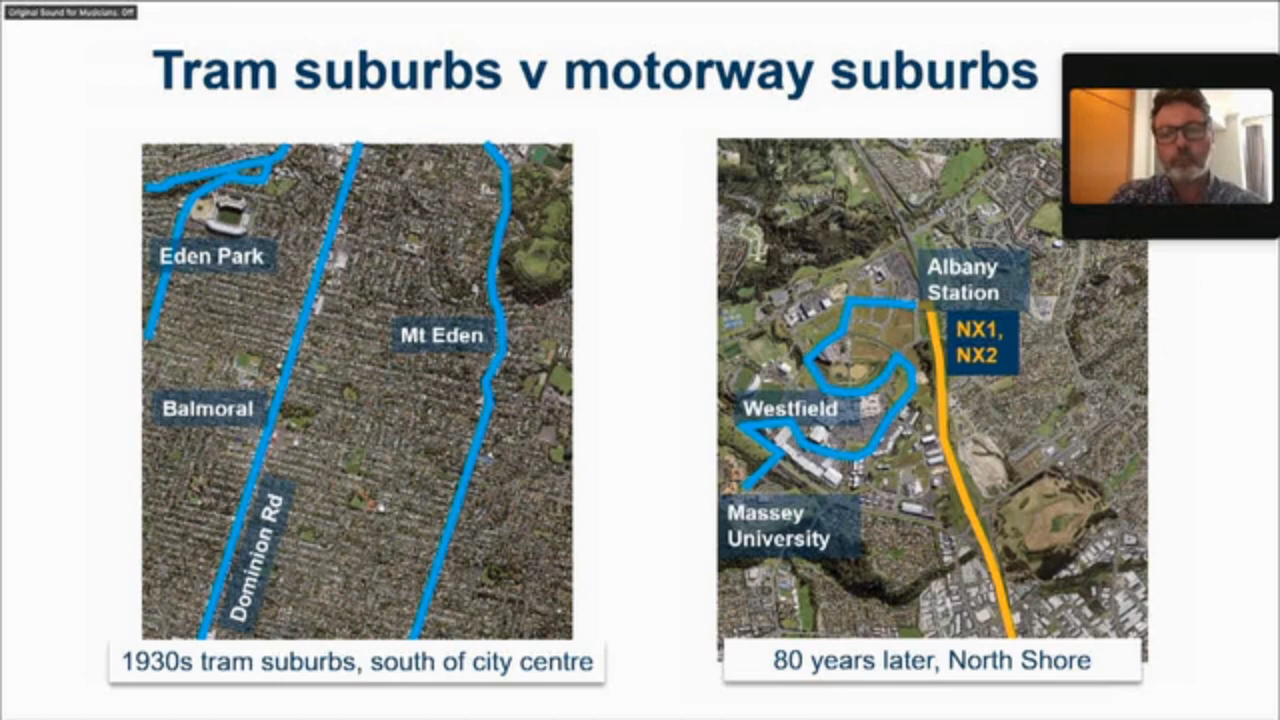 Original Sound for Musicians: Off
Tram suburbs v motorway suburbs
Eden Park
Mt Eden
Balmoral
Dominion Rd
1930s tram suburbs, south of city centre
Albany
Station
NX1,
NX2
Westfield
Massey
University
80 years later, North Shore